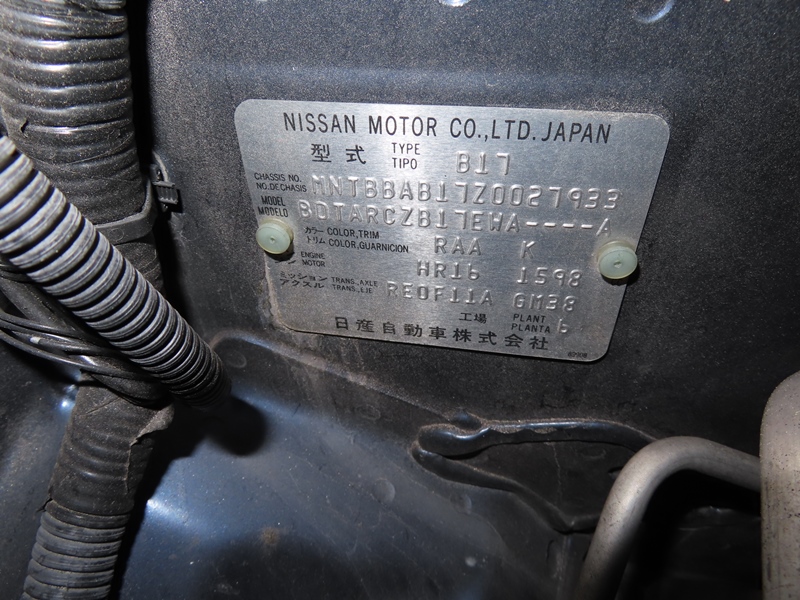 NISSAN MOTOR CO.,LTD. JAPAN
型式 TYPE TIPO B17
CHASSIS NO. NO.DECHASIS MNTBBAB17Z0027933
MODEL MODELO BDTARCZB17EWA----A
カラー トリム COLOR,TRIM COLOR,GUARNICION RAA K
ENGINE MOTOR HR16 1598
ミッション アクスル TRANS.,AXLE TRANS.,EJE RE0F11A GM38
工場 PLANT PLANTA 6
日産自動車株式会社